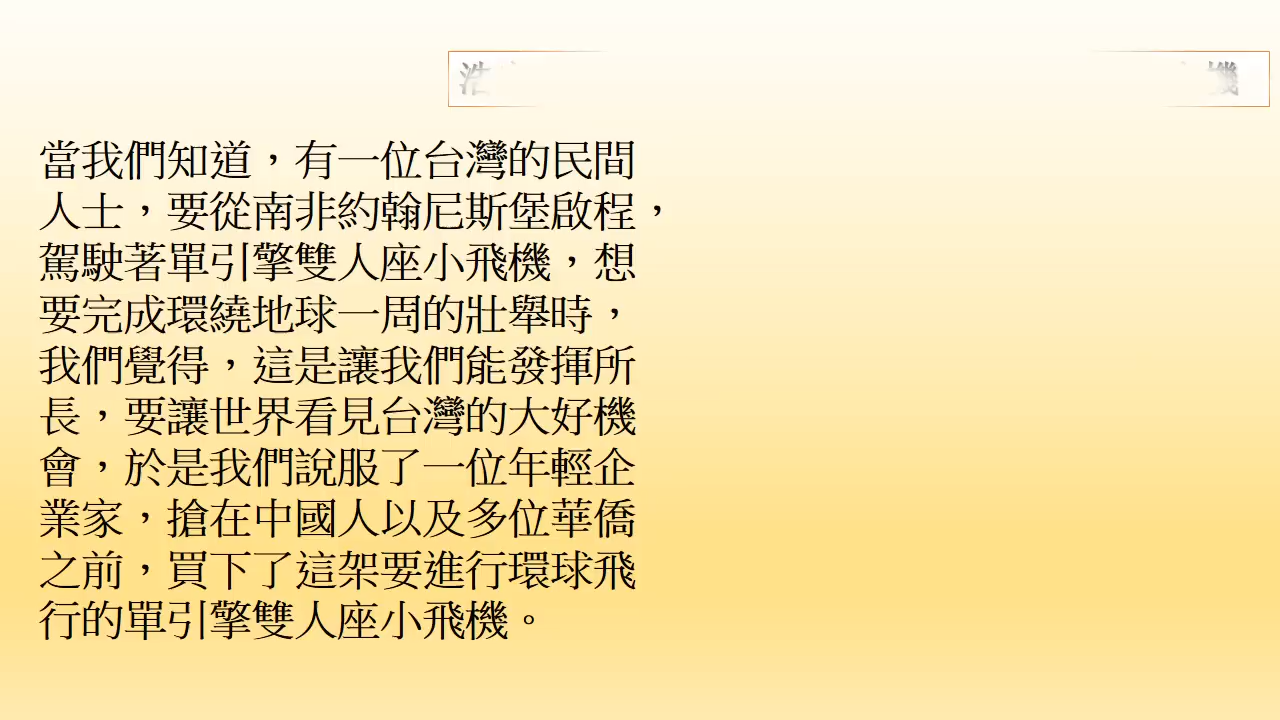 浩
機
當我們知道，有一位台灣的民間
人士，要從南非約翰尼斯堡啟程，
駕駛著單引擎雙人座小飛機，想
要完成環繞地球一周的壯舉時，
我們覺得，這是讓我們能發揮所
長，要讓世界看見台灣的大好機
會，於是我們說服了一位年輕企
業家，搶在中國人以及多位華僑
之前，買下了這架要進行環球飛
行的單引擎雙人座小飛機。